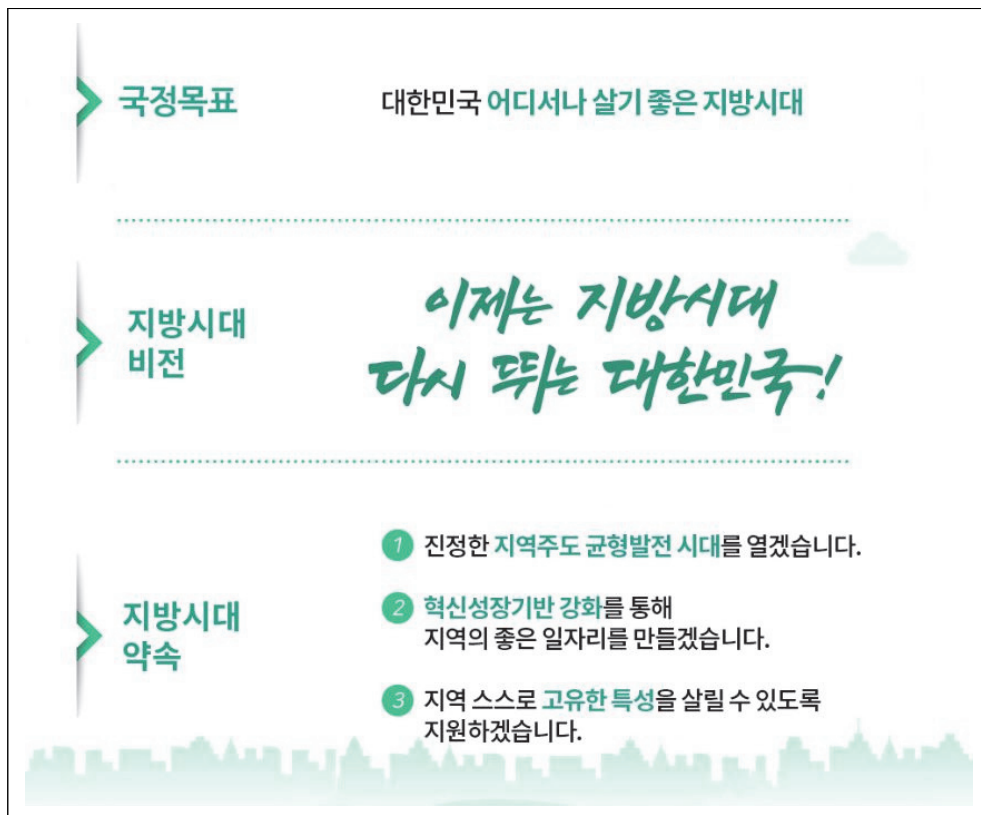 국정목표
대한민국 어디서나 살기 좋은 지방시대
지방시대
비전
이제는 지방시대
다시 뛰는 대한민국!
지방시대
약속
1 진정한 지역주도 균형발전 시대를 열겠습니다.
2 혁신성장기반 강화를 통해
지역의 좋은 일자리를 만들겠습니다.
3 지역 스스로 고유한 특성을 살릴 수 있도록
지원하겠습니다.